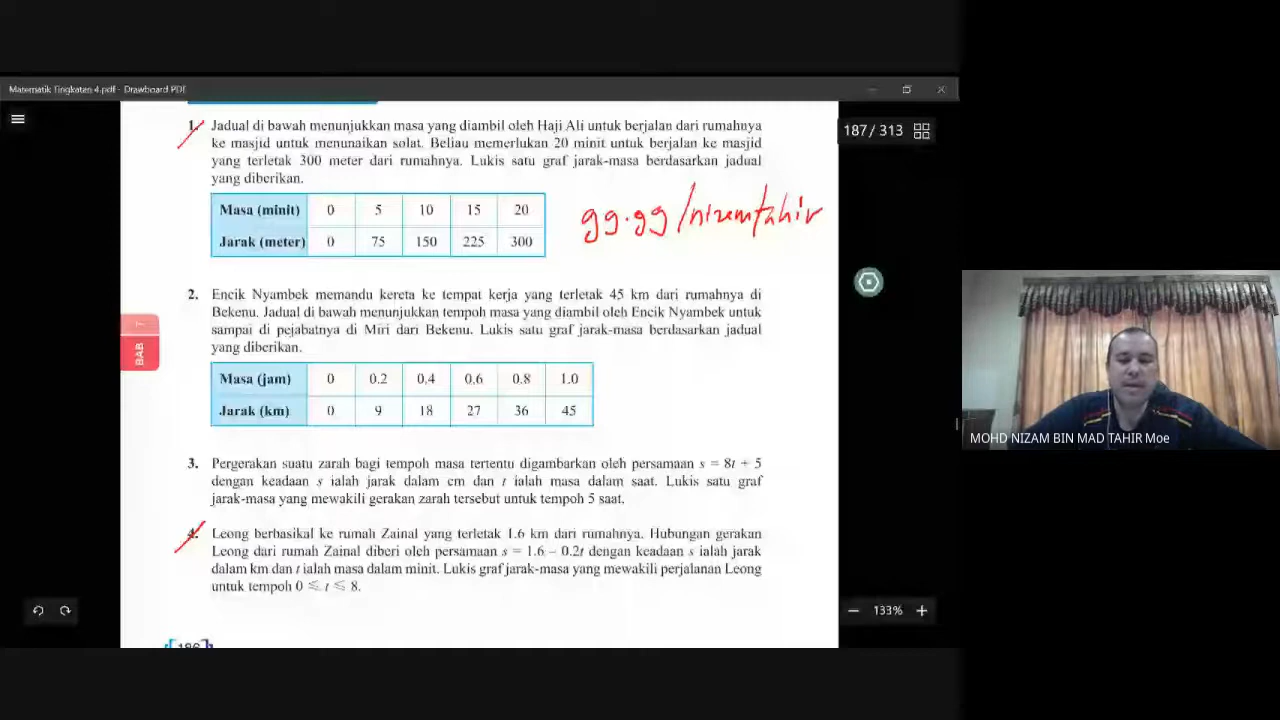 Matematik Tingkatan 4.pdf - Drawboard PDF
187 / 313
1. Jadual di bawah menunjukkan masa yang diambil oleh Haji Ali untuk berjalan dari rumahnya
ke masjid untuk menunaikan solat. Beliau memerlukan 20 minit untuk berjalan ke masjid
yang terletak 300 meter dari rumahnya. Lukis satu graf jarak-masa berdasarkan jadual
yang diberikan.
Masa (minit) 0 5 10 15 20
Jarak (meter) 0 75 150 225 300
gg.gg/nizamtahir
2. Encik Nyambek memandu kereta ke tempat kerja yang terletak 45 km dari rumahnya di
Bekenu. Jadual di bawah menunjukkan tempoh masa yang diambil oleh Encik Nyambek untuk
sampai di pejabatnya di Miri dari Bekenu. Lukis satu graf jarak-masa berdasarkan jadual
yang diberikan.
BAB 7
Masa (jam) 0 0.2 0.4 0.6 0.8 1.0
Jarak (km) 0 9 18 27 36 45
MOHD NIZAM BIN MAD TAHIR Moe
3. Pergerakan suatu zarah bagi tempoh masa tertentu digambarkan oleh persamaan s = 8t + 5
dengan keadaan s ialah jarak dalam cm dan t ialah masa dalam saat. Lukis satu graf
jarak-masa yang mewakili gerakan zarah tersebut untuk tempoh 5 saat.
4. Leong berbasikal ke rumah Zainal yang terletak 1.6 km dari rumahnya. Hubungan gerakan
Leong dari rumah Zainal diberi oleh persamaan s = 1.6 – 0.2t dengan keadaan s ialah jarak
dalam km dan t ialah masa dalam minit. Lukis graf jarak-masa yang mewakili perjalanan Leong
untuk tempoh 0 ⩽ t ⩽ 8.
133%
186